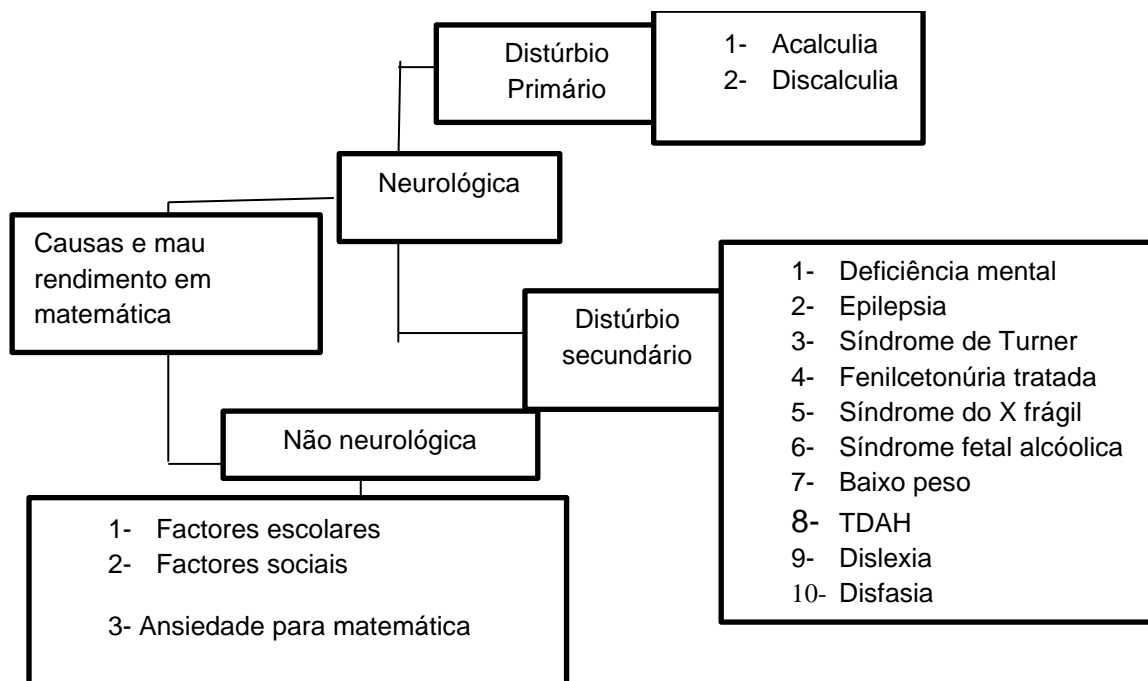 Distúrbio
Primário
1- Acalculia
2- Discalculia
Neurológica
Causas e mau
rendimento em
matemática
Distúrbio
secundário
1- Deficiência mental
2- Epilepsia
3- Síndrome de Turner
4- Fenilcetonúria tratada
5- Síndrome do X frágil
6- Síndrome fetal alcóolica
7- Baixo peso
8- TDAH
9- Dislexia
10- Disfasia
Não neurológica
1- Factores escolares
2- Factores sociais
3- Ansiedade para matemática